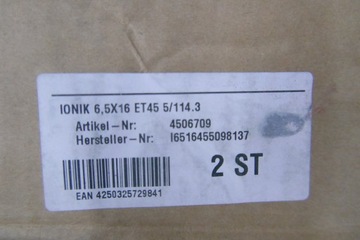 IONIK 6,5X16 ET45 5/114.3
Artikel-Nr: 4506709
Hersteller-Nr: I6516455098137
2 ST
EAN 4250325729841